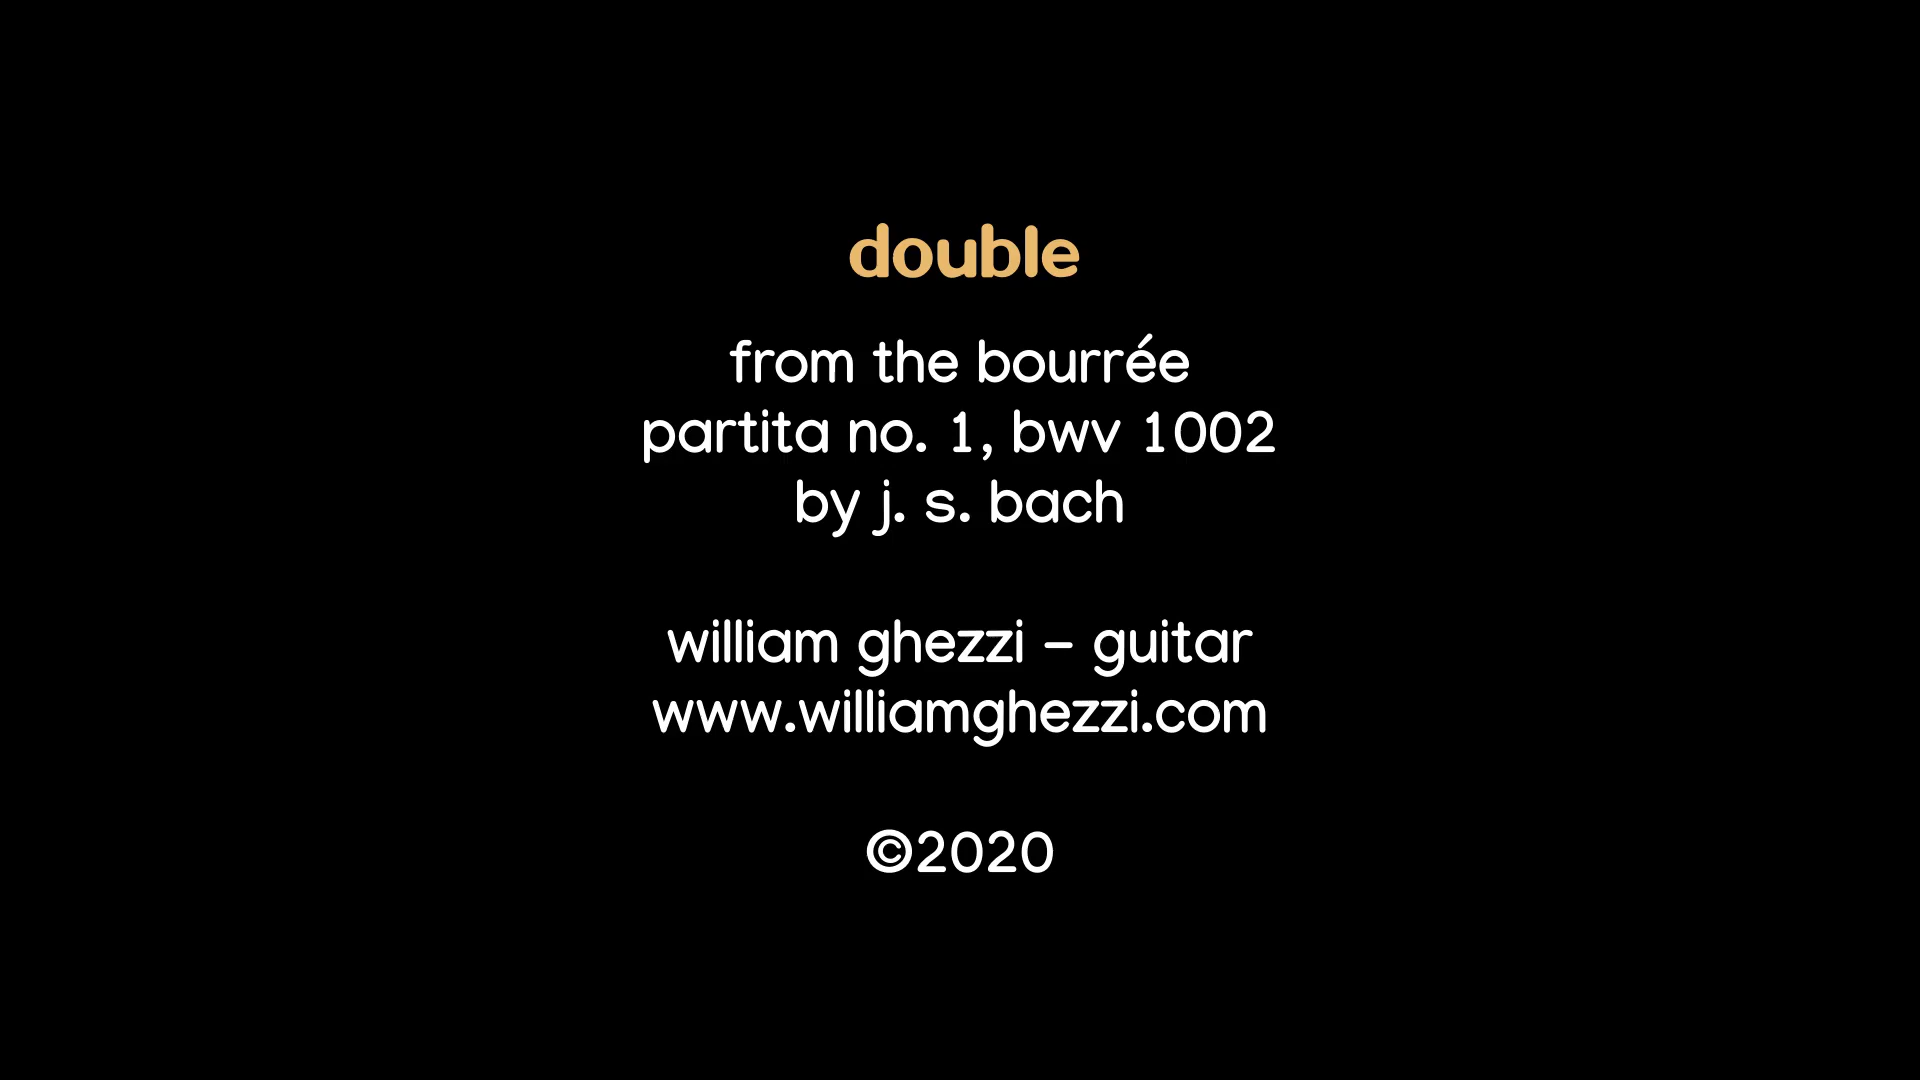 double
from the bourrée
partita no. 1, bwv 1002
by j. s. bach
william ghezzi – guitar
www.williamghezzi.com
©2020